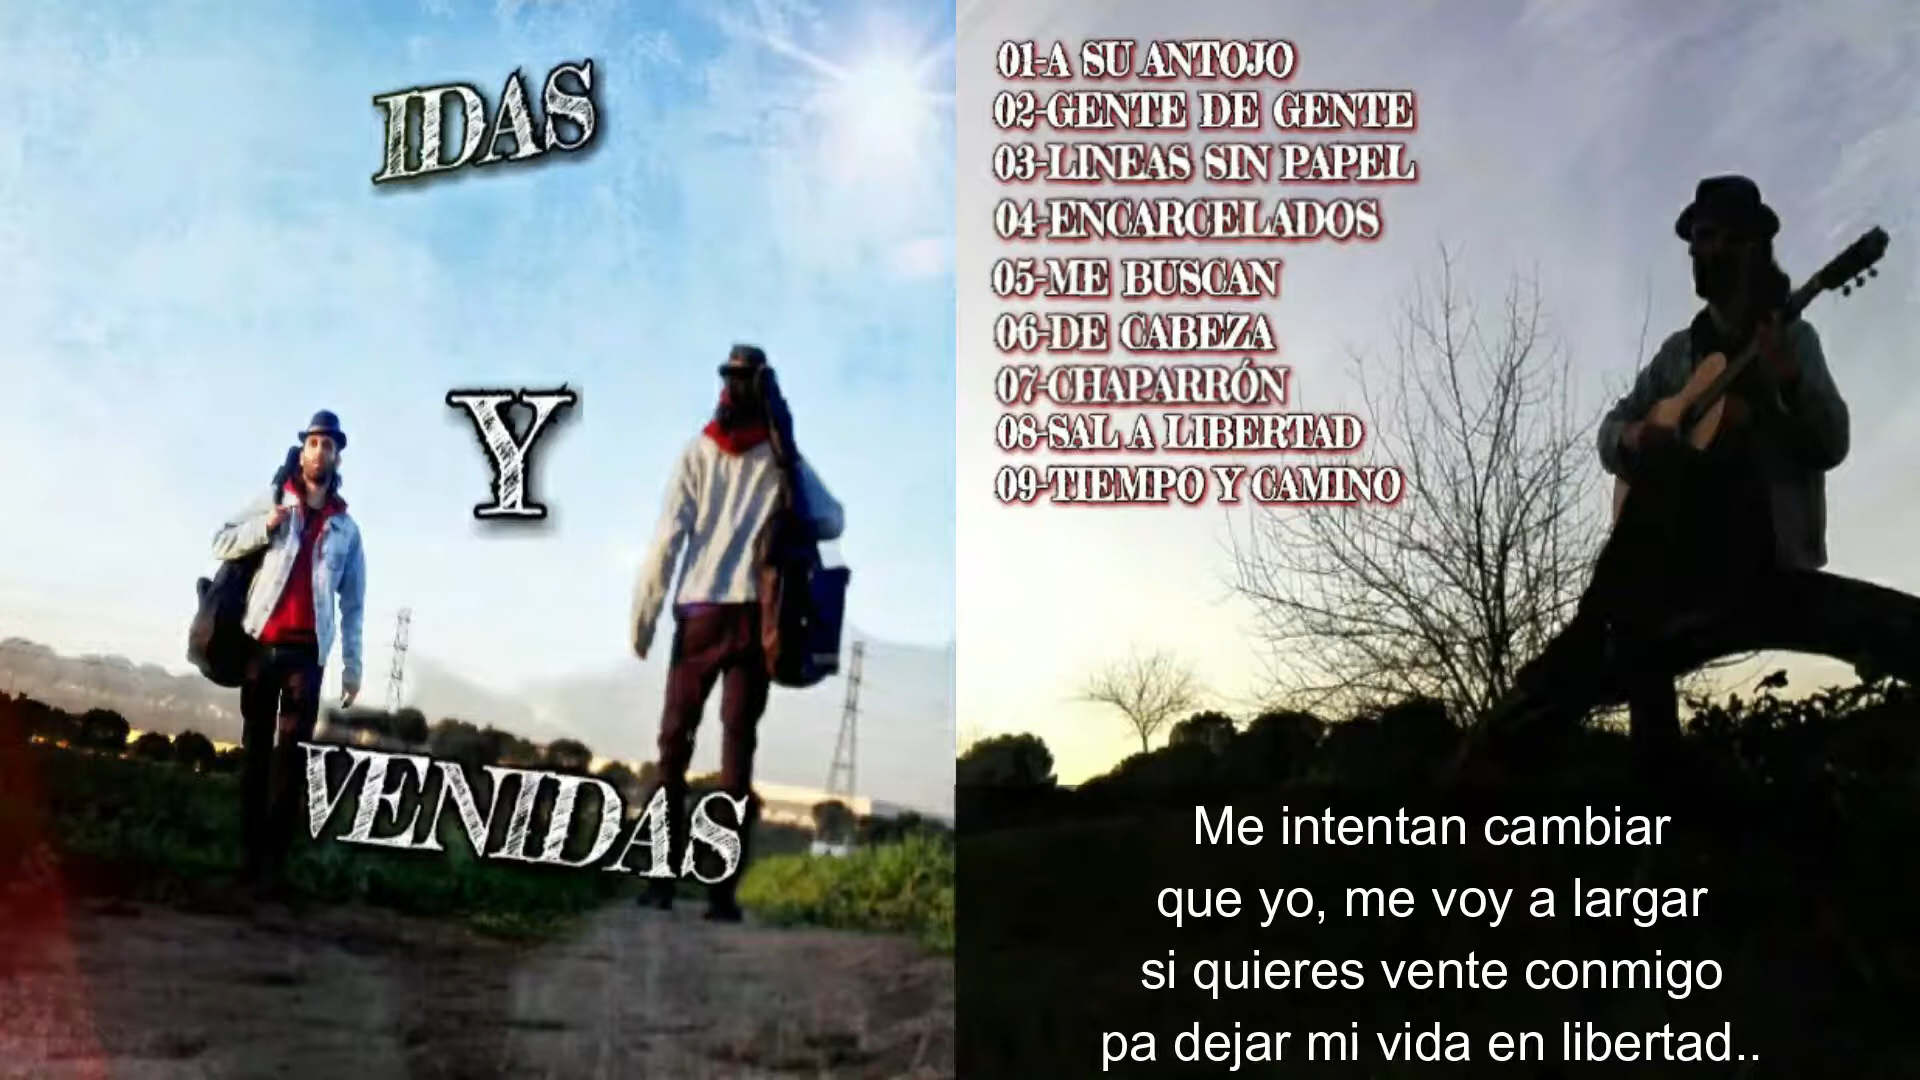 IDAS
Y
VENIDAS
01-A SU ANTOJO
02-GENTE DE GENTE
03-LINEAS SIN PAPEL
04-ENCARCELADOS
05-ME BUSCAN
06-DE CABEZA
07-CHAPARRÓN
08-SAL A LIBERTAD
09-TIEMPO Y CAMINO
Me intentan cambiar
que yo, me voy a largar
si quieres vente conmigo
pa dejar mi vida en libertad..